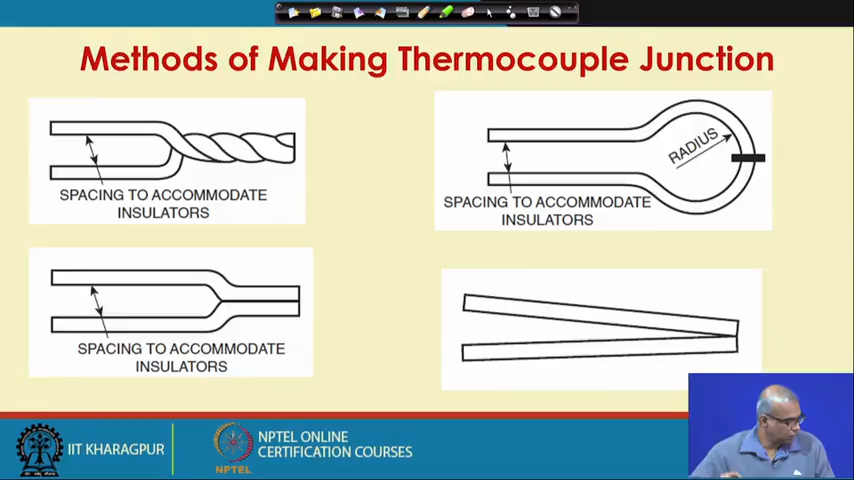 Methods of Making Thermocouple Junction
SPACING TO ACCOMMODATE
INSULATORS
RADIUS
SPACING TO ACCOMMODATE
INSULATORS
SPACING TO ACCOMMODATE
INSULATORS
IIT KHARAGPUR
NPTEL
NPTEL ONLINE
CERTIFICATION COURSES